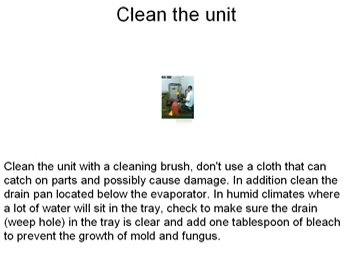 Clean the unit
Clean the unit with a cleaning brush, don't use a cloth that can
catch on parts and possibly cause damage. In addition clean the
drain pan located below the evaporator. In humid climates where
a lot of water will sit in the tray, check to make sure the drain
(weep hole) in the tray is clear and add one tablespoon of bleach
to prevent the growth of mold and fungus.